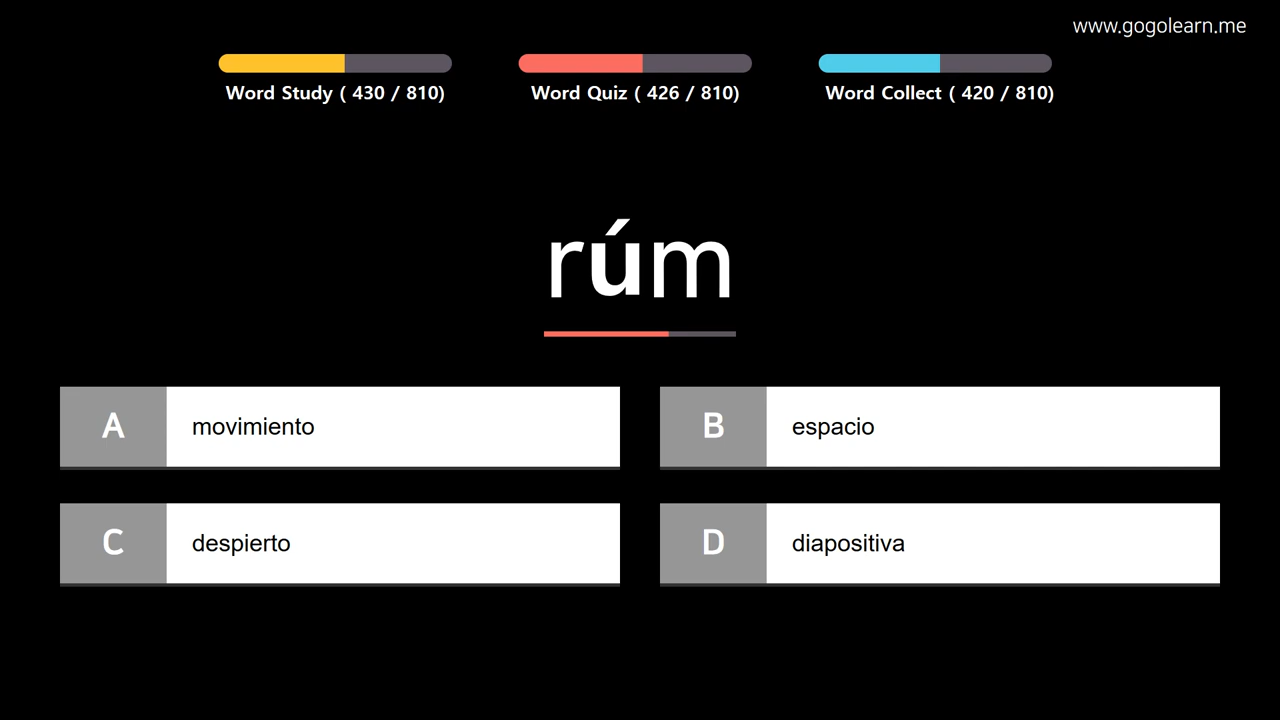 www.gogolearn.me
Word Study ( 430 / 810)
Word Quiz ( 426 / 810)
Word Collect ( 420 / 810)
rúm
A movimiento
B espacio
C despierto
D diapositiva